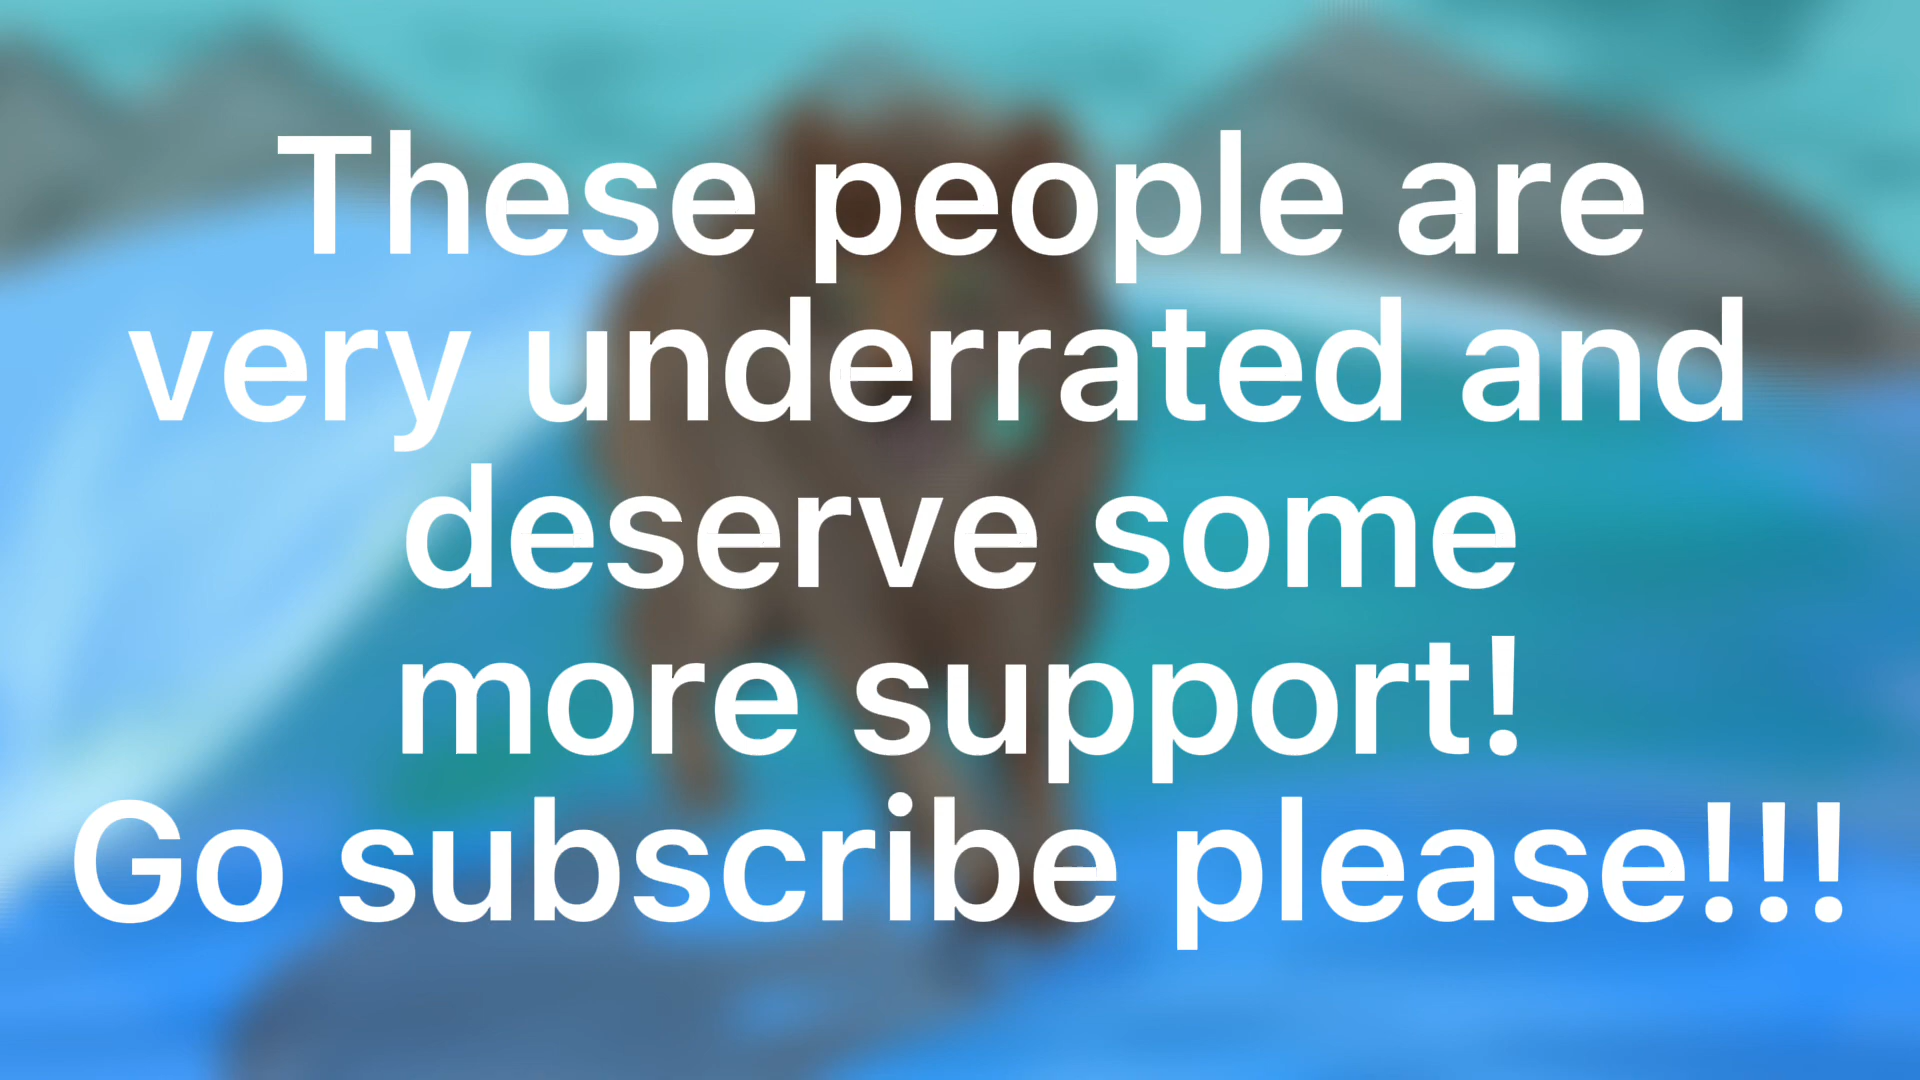 These people are
very underrated and
deserve some
more support!
Go subscribe please!!!